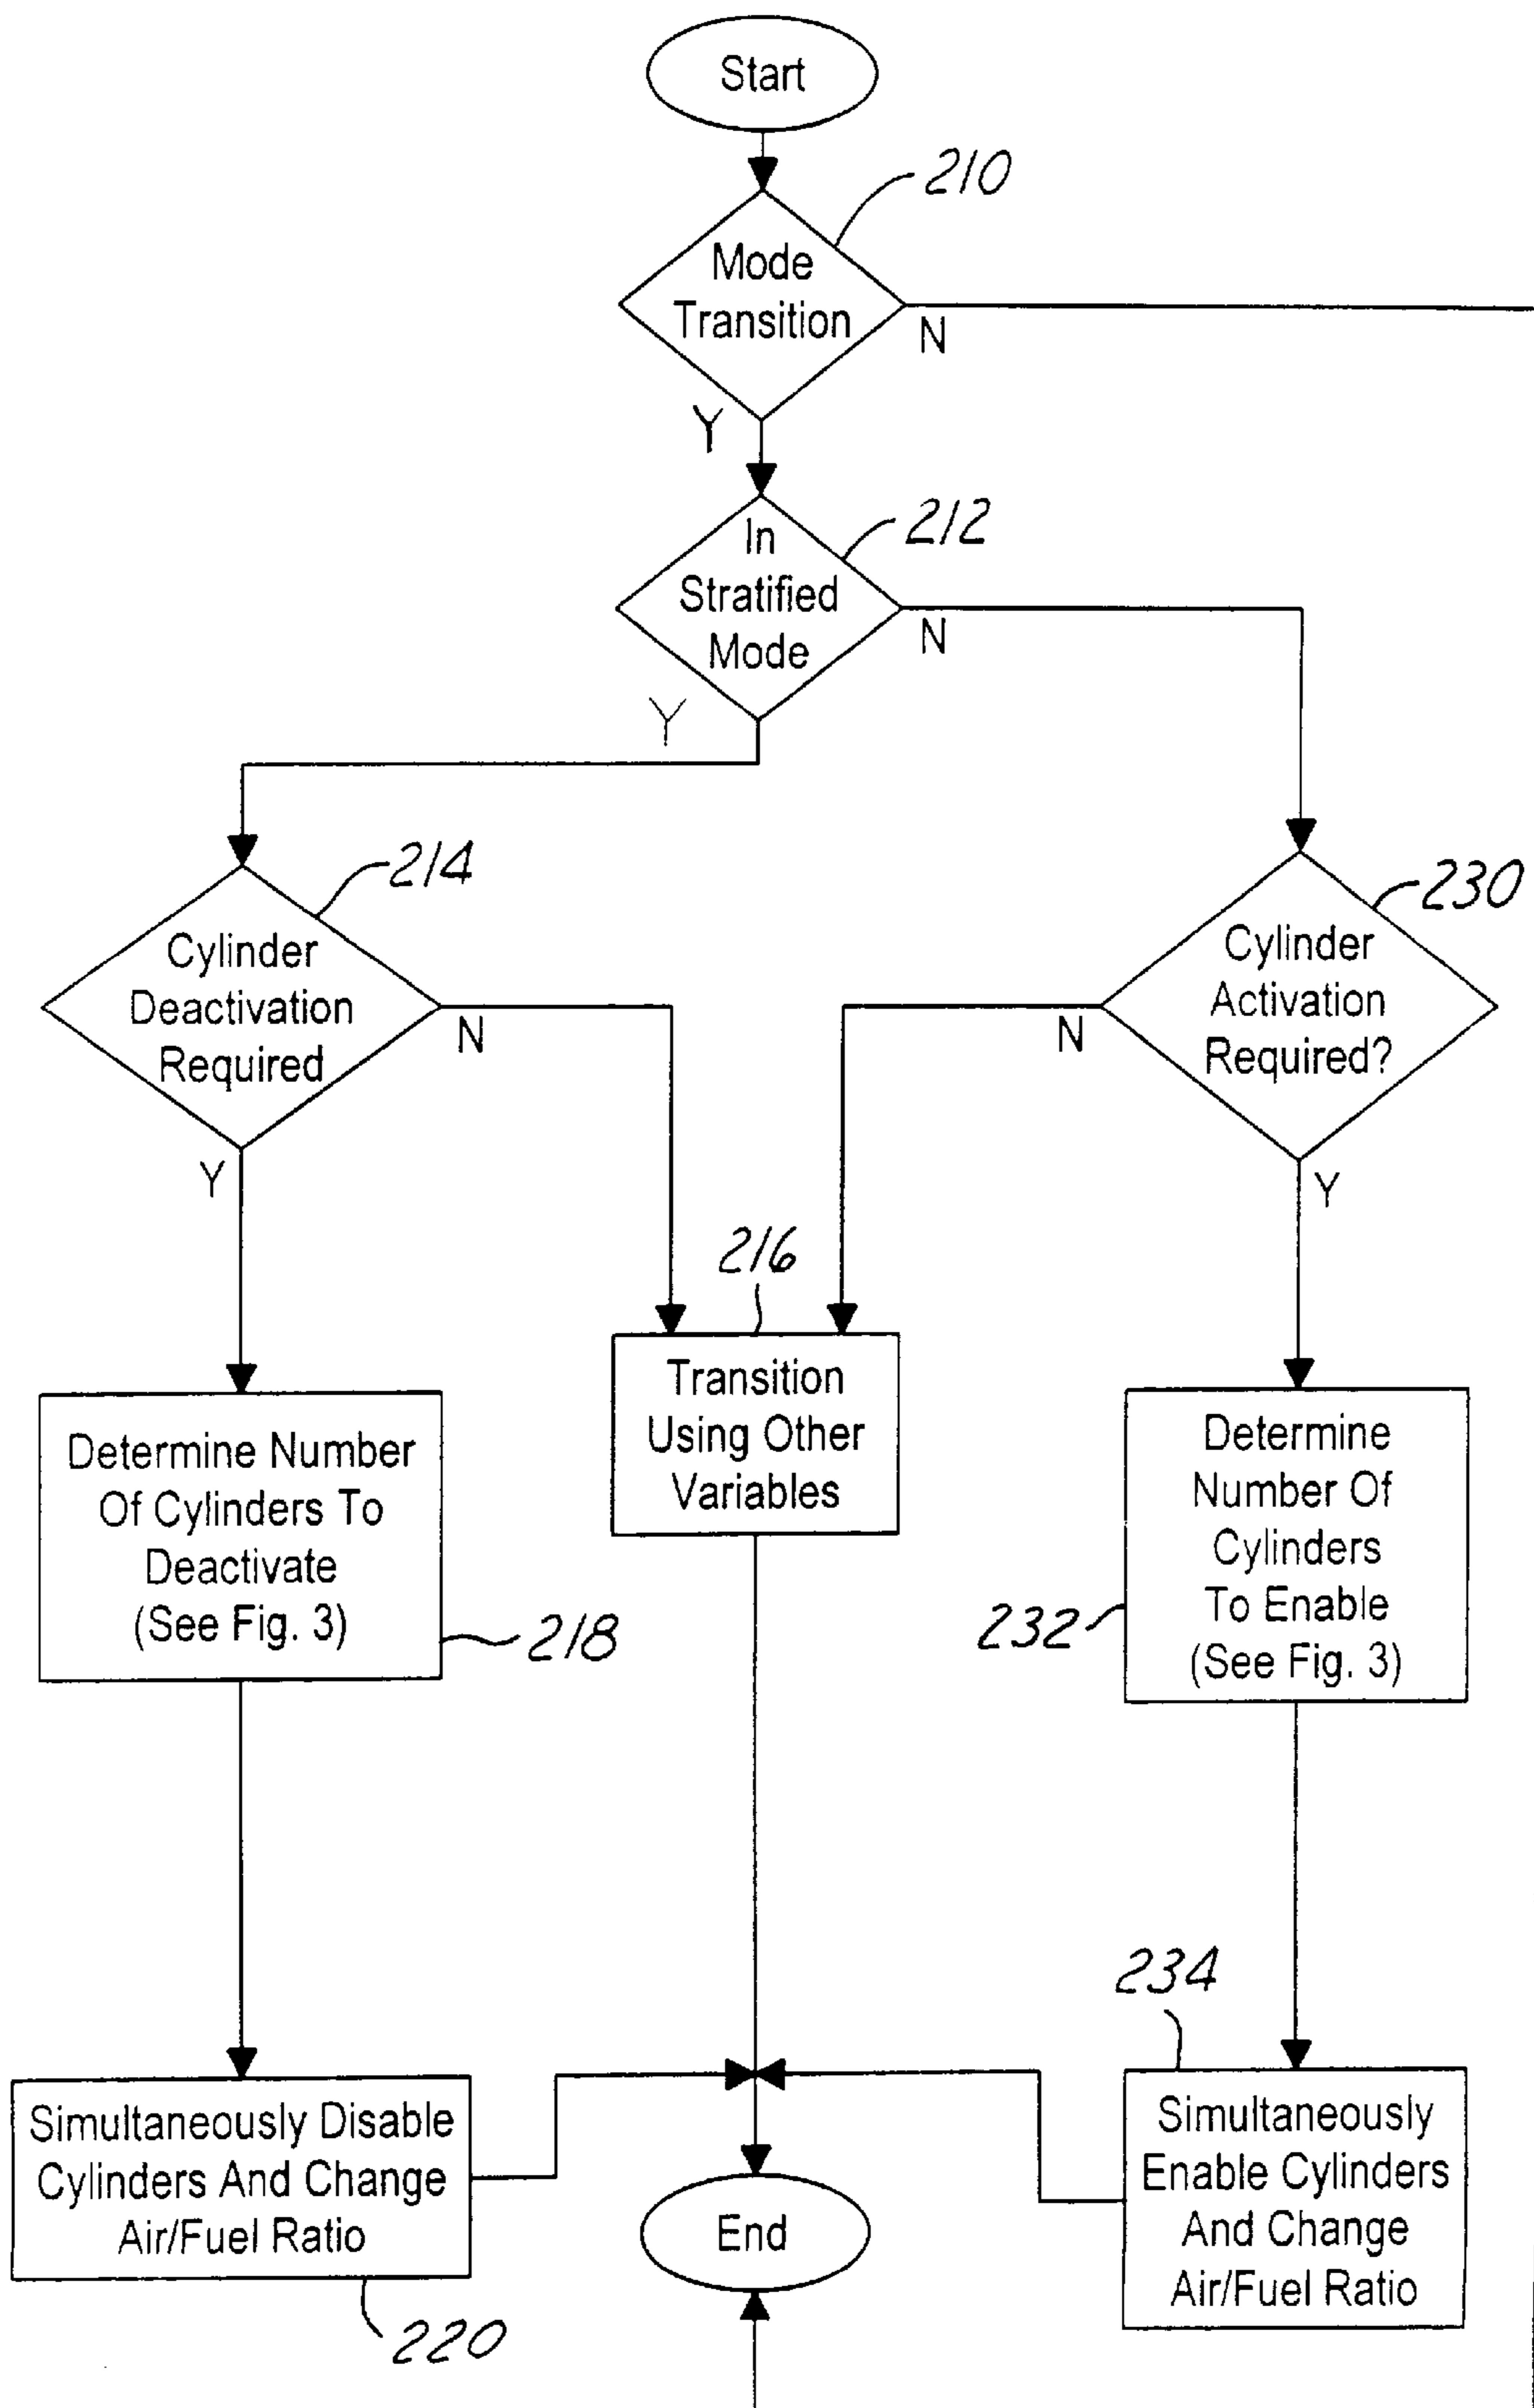 Start
210
Mode
Transition
N
Y
212
In
Stratified
Mode
N
Y
214
Cylinder
Deactivation
Required
N
Y
230
Cylinder
Activation
Required?
N
Y
216
Transition
Using Other
Variables
Determine Number
Of Cylinders To
Deactivate
(See Fig. 3)
218
Determine
Number Of
Cylinders
To Enable
(See Fig. 3)
232
234
Simultaneously Disable
Cylinders And Change
Air/Fuel Ratio
220
End
Simultaneously
Enable Cylinders
And Change
Air/Fuel Ratio